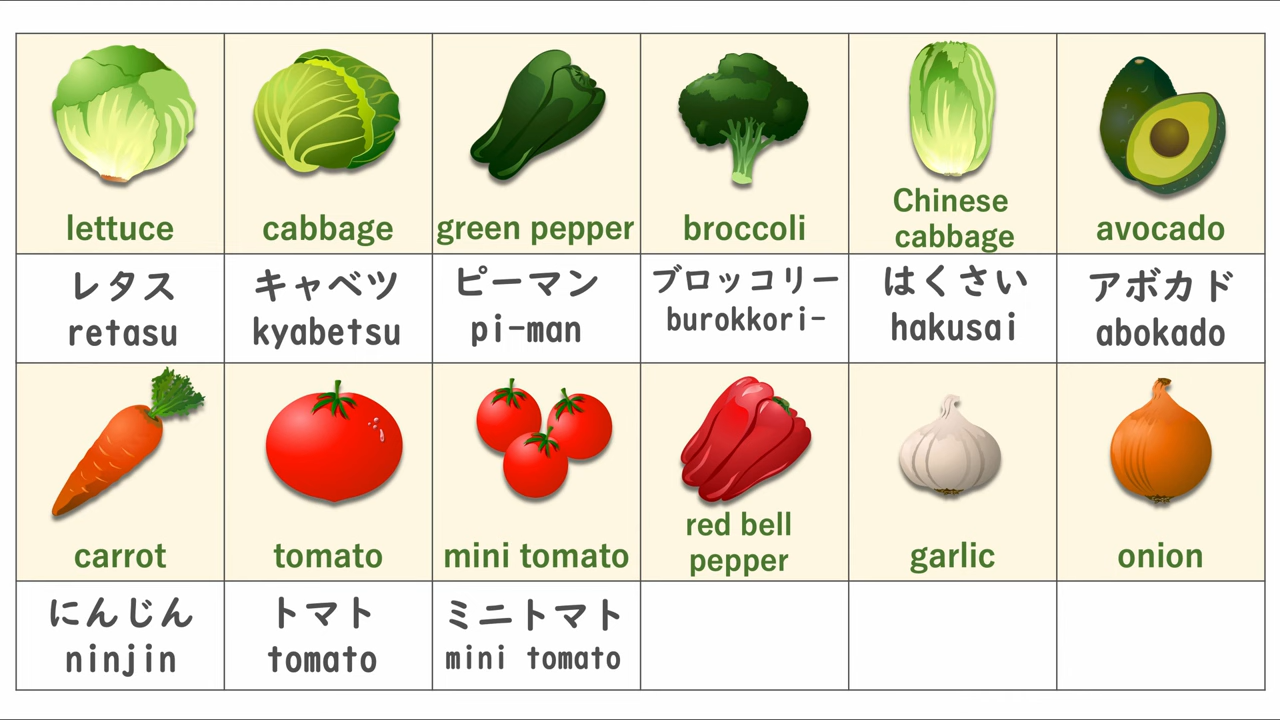 lettuce
cabbage
green pepper
broccoli
Chinese
cabbage
avocado
レタス
retasu
キャベツ
kyabetsu
ピーマン
pi-man
ブロッコリー
burokkori-
はくさい
hakusai
アボカド
abokado
carrot
tomato
mini tomato
red bell
pepper
garlic
onion
にんじん
ninjin
トマト
tomato
ミニトマト
mini tomato